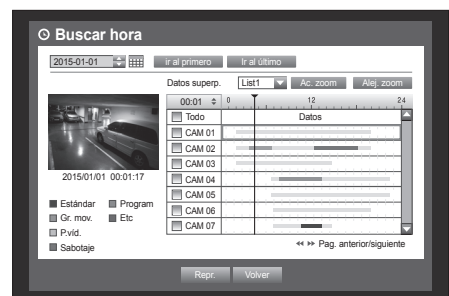 Buscar hora
2015-01-01
ir al primero
Ir al último
Datos superp.
List1
Ac. zoom
Alej. zoom
00:01
0 12 24
Todo
Datos
CAM 01
CAM 02
CAM 03
CAM 04
CAM 05
CAM 06
CAM 07
2015/01/01 00:01:17
Estándar
Program
Gr. mov.
Etc
P.víd.
Sabotaje
Pag. anterior/siguiente
Repr.
Volver